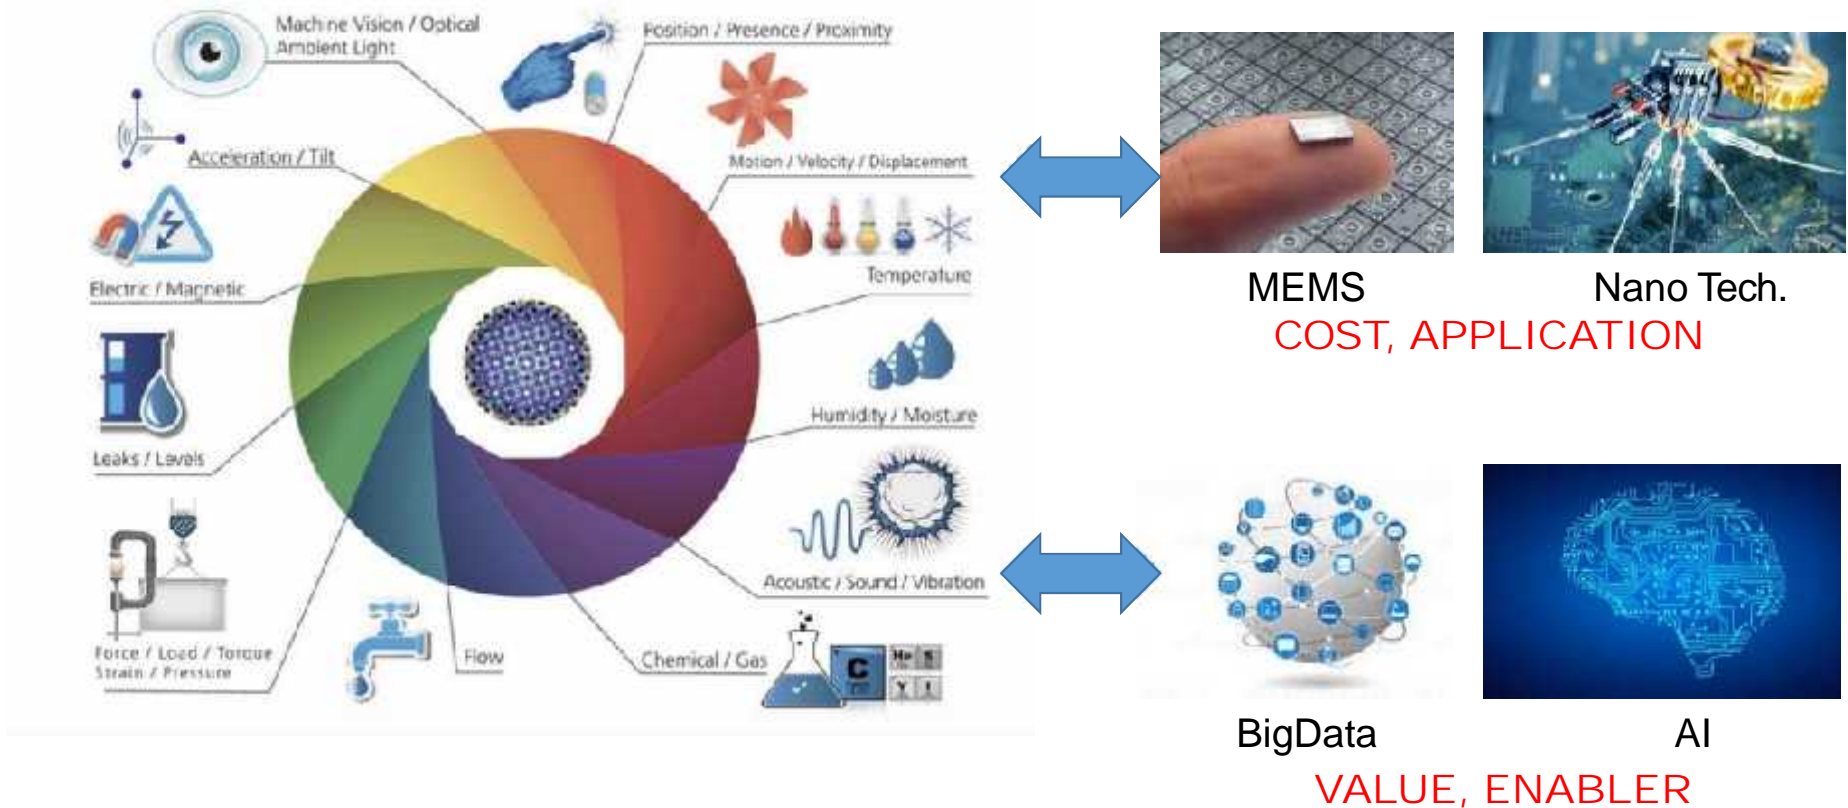 Machine Vision / Optical
Ambient Light
Position / Presence / Proximity
Acceleration / Tilt
Motion / Velocity / Displacement
Electric / Magnetic
Temperature
Humidity / Moisture
Leaks / Levels
Acoustic / Sound / Vibration
Force / Load / Torque
Strain / Pressure
Flow
Chemical / Gas
C
MEMS
Nano Tech.
COST, APPLICATION
BigData
AI
VALUE, ENABLER